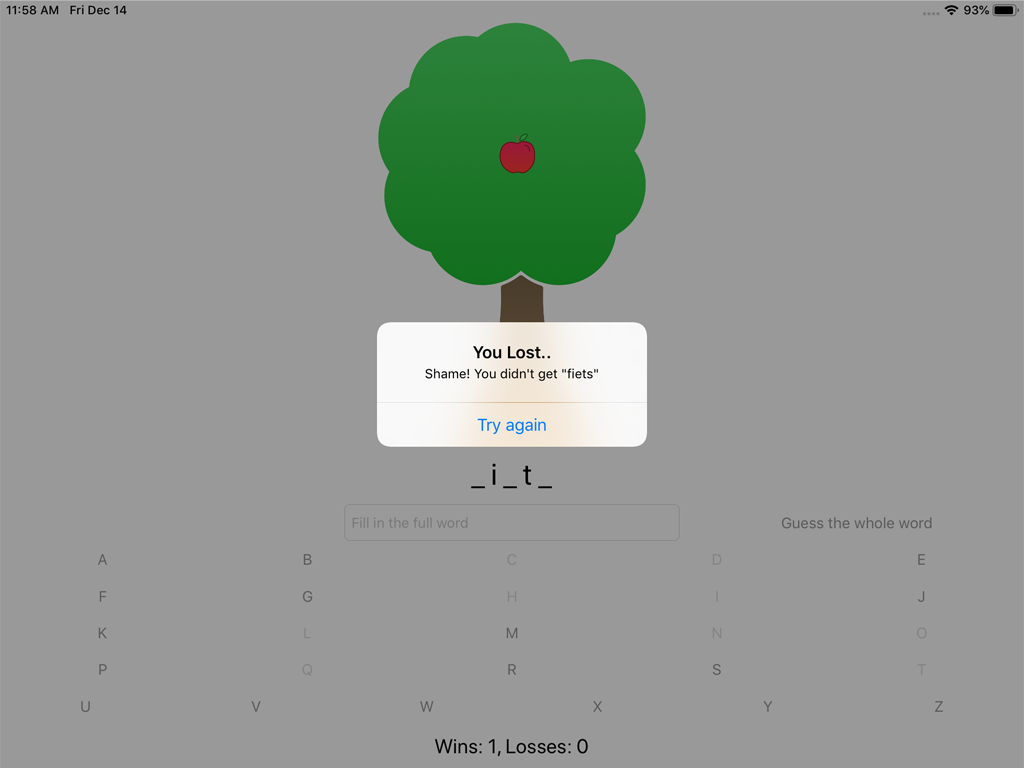 11:58 AM Fri Dec 14 93%
You Lost..
Shame! You didn't get "fiets"
Try again
_ i _ t _
Fill in the full word Guess the whole word
A B C D E
F G H I J
K L M N O
P Q R S T
U V W X Y Z
Wins: 1, Losses: 0